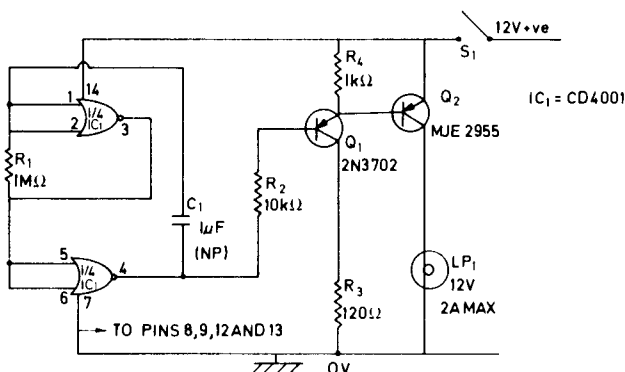 12V+ve
S1
R4
1kΩ
14
1
1/4
IC1
2
3
Q2
IC1 = CD4001
MJE 2955
Q1
2N3702
R1
1MΩ
C1
1µF
(NP)
R2
10kΩ
5
1/4
IC1
4
6
7
R3
120Ω
LP1
12V
2A MAX
TO PINS 8,9,12 AND 13
0V